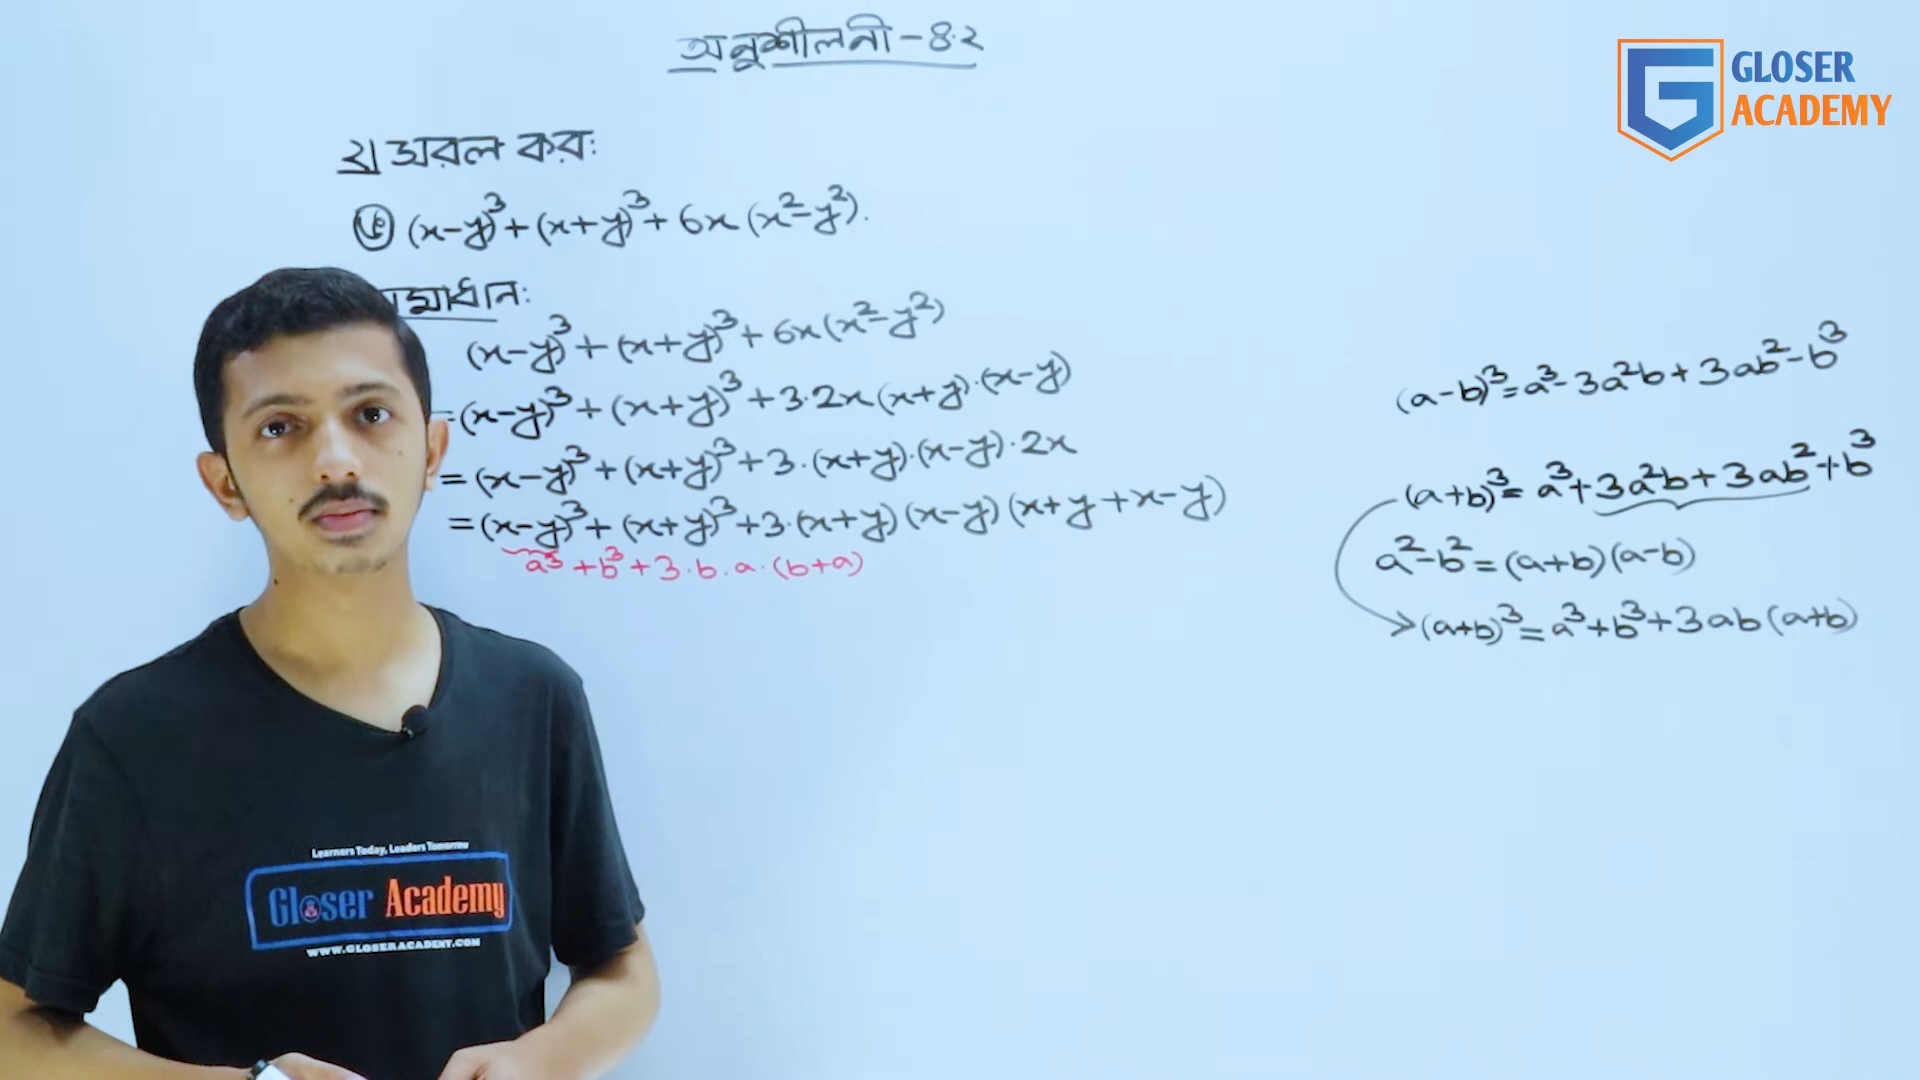 অনুশীলনী - ৪.২
GLOSER
ACADEMY
২। সরল কর:
(x-y)³ + (x+y)³ + 6x(x²-y²).
(x-y)³ + (x+y)³ + 6x(x²-y²)
= (x-y)³ + (x+y)³ + 3.2x(x+y).(x-y)
= (x-y)³ + (x+y)³ + 3.(x+y).(x-y).2x
= (x-y)³ + (x+y)³ + 3.(x+y)(x-y)(x+y+x-y)
a³ + b³ + 3.b.a.(b+a)
(a-b)³ = a³ - 3a²b + 3ab² - b³
(a+b)³ = a³ + 3a²b + 3ab² + b³
a² - b² = (a+b)(a-b)
→ (a+b)³ = a³ + b³ + 3ab(a+b)
Learners Today, Leaders Tomorrow
Gloser Academy
WWW.GLOSERACADEMY.COM